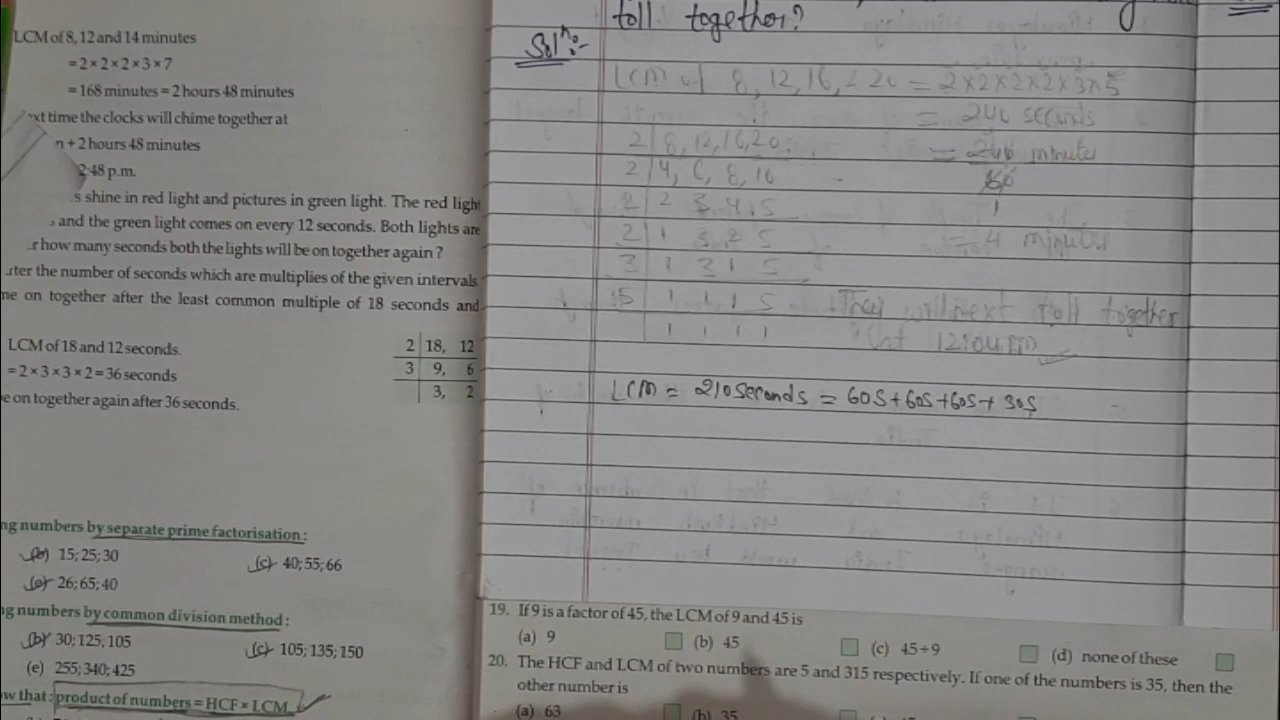 LCM of 8, 12 and 14 minutes
=2×2×2×3×7
=168 minutes = 2 hours 48 minutes
time the clocks will chime together at
+ 2 hours 48 minutes
2:48 p.m.
s shine in red light and pictures in green light. The red light
, and the green light comes on every 12 seconds. Both lights are
r how many seconds both the lights will be on together again ?
the number of seconds which are multiplies of the given intervals
me on together after the least common multiple of 18 seconds and
LCM of 18 and 12 seconds.
= 2×3×3×2=36 seconds
e on together again after 36 seconds.
2 18, 12
3 9, 6
3, 2
ng numbers by separate prime factorisation :
(b) 15; 25; 30
(c) 40; 55; 66
(e) 26; 65; 40
ng numbers by common division method :
(b) 30; 125; 105
(c) 105; 135; 150
(e) 255; 340; 425
ow that : product of numbers = HCF × LCM
toll together?
Solⁿ:-
LCM of 8, 12, 16, & 20 = 2×2×2×2×3×5
= 240 seconds
= 240 minutes
60
1
= 4 minutes
2 8, 12, 16, 20
2 4, 6, 8, 10
2 2 3 4 5
2 1 3 2 5
3 1 3 1 5
5 1 1 1 5
1 1 1 1
They will next toll together
at 12:04 PM
LCM = 210 seconds = 60S + 60S + 60S + 30S
19. If 9 is a factor of 45, the LCM of 9 and 45 is
(a) 9 (b) 45 (c) 45÷9 (d) none of these
20. The HCF and LCM of two numbers are 5 and 315 respectively. If one of the numbers is 35, then the
other number is
(a) 63 (b) 35